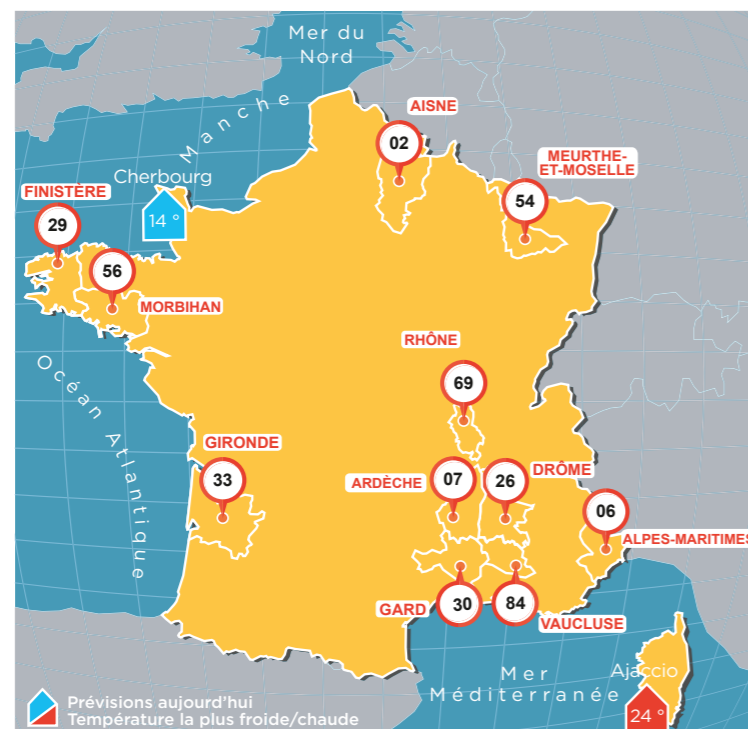 Mer du
Nord
Manche
AISNE
02
MEURTHE-
ET-MOSELLE
54
Cherbourg
14 °
FINISTÈRE
29
56
MORBIHAN
RHÔNE
69
Océan Atlantique
GIRONDE
33
ARDÈCHE
07
26
DRÔME
06
ALPES-MARITIMES
GARD
30
84
VAUCLUSE
Mer
Méditerranée
Ajaccio
24 °
Prévisions aujourd'hui
Température la plus froide/chaude